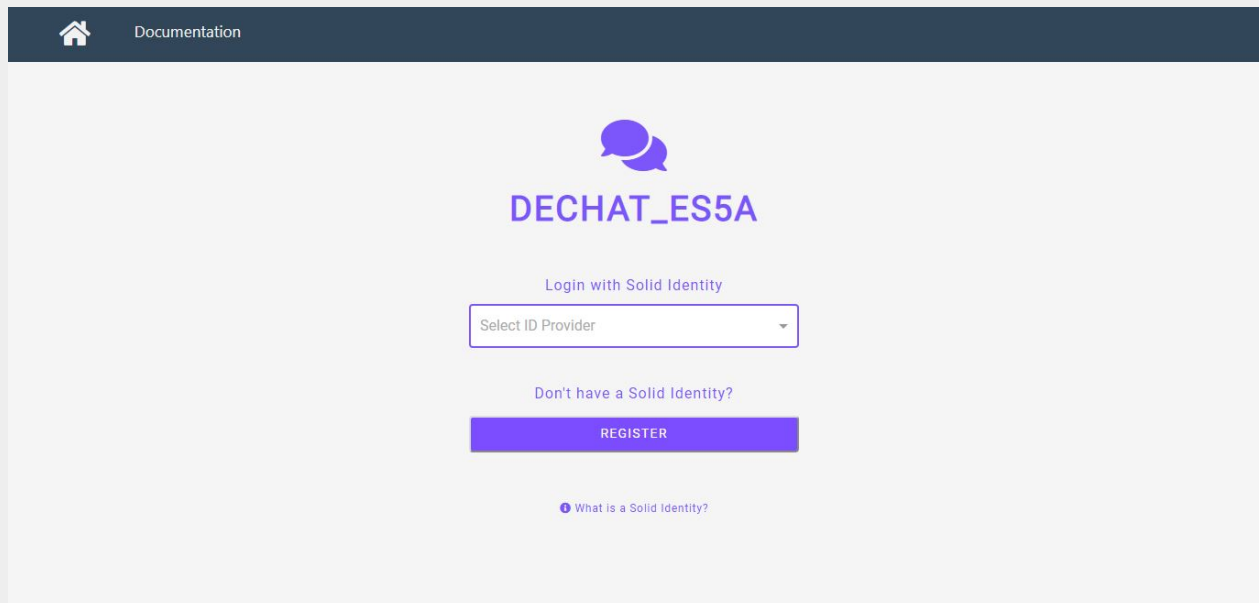 Documentation
DECHAT_ES5A
Login with Solid Identity
Select ID Provider
Don't have a Solid Identity?
REGISTER
What is a Solid Identity?